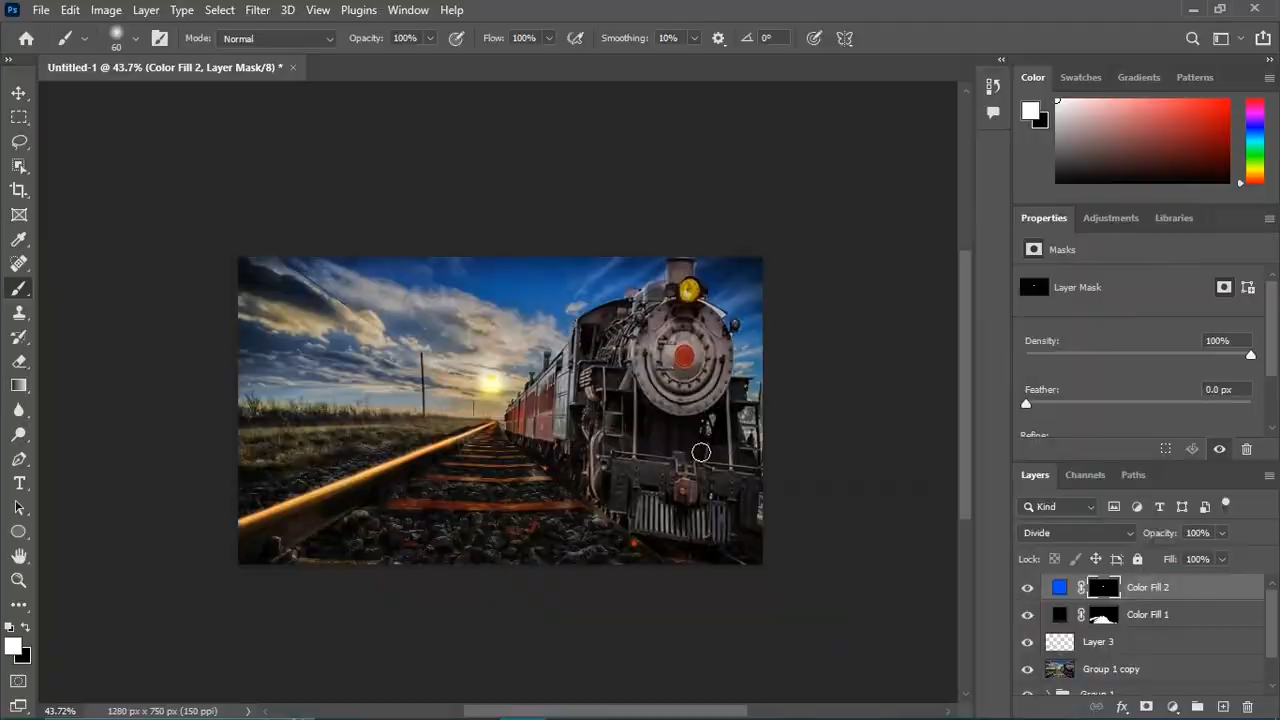 Ps File Edit Image Layer Type Select Filter 3D View Plugins Window Help
60 Mode: Normal Opacity: 100% Flow: 100% Smoothing: 10% 0°
Untitled-1 @ 43.7% (Color Fill 2, Layer Mask/8) *
Color Swatches Gradients Patterns
Properties Adjustments Libraries
Masks
Layer Mask
Density: 100%
Feather: 0.0 px
Refine:
Layers Channels Paths
Kind
Divide Opacity: 100%
Lock: Fill: 100%
Color Fill 2
Color Fill 1
Layer 3
Group 1 copy
Group 1
43.72% 1280 px x 750 px (150 ppi)